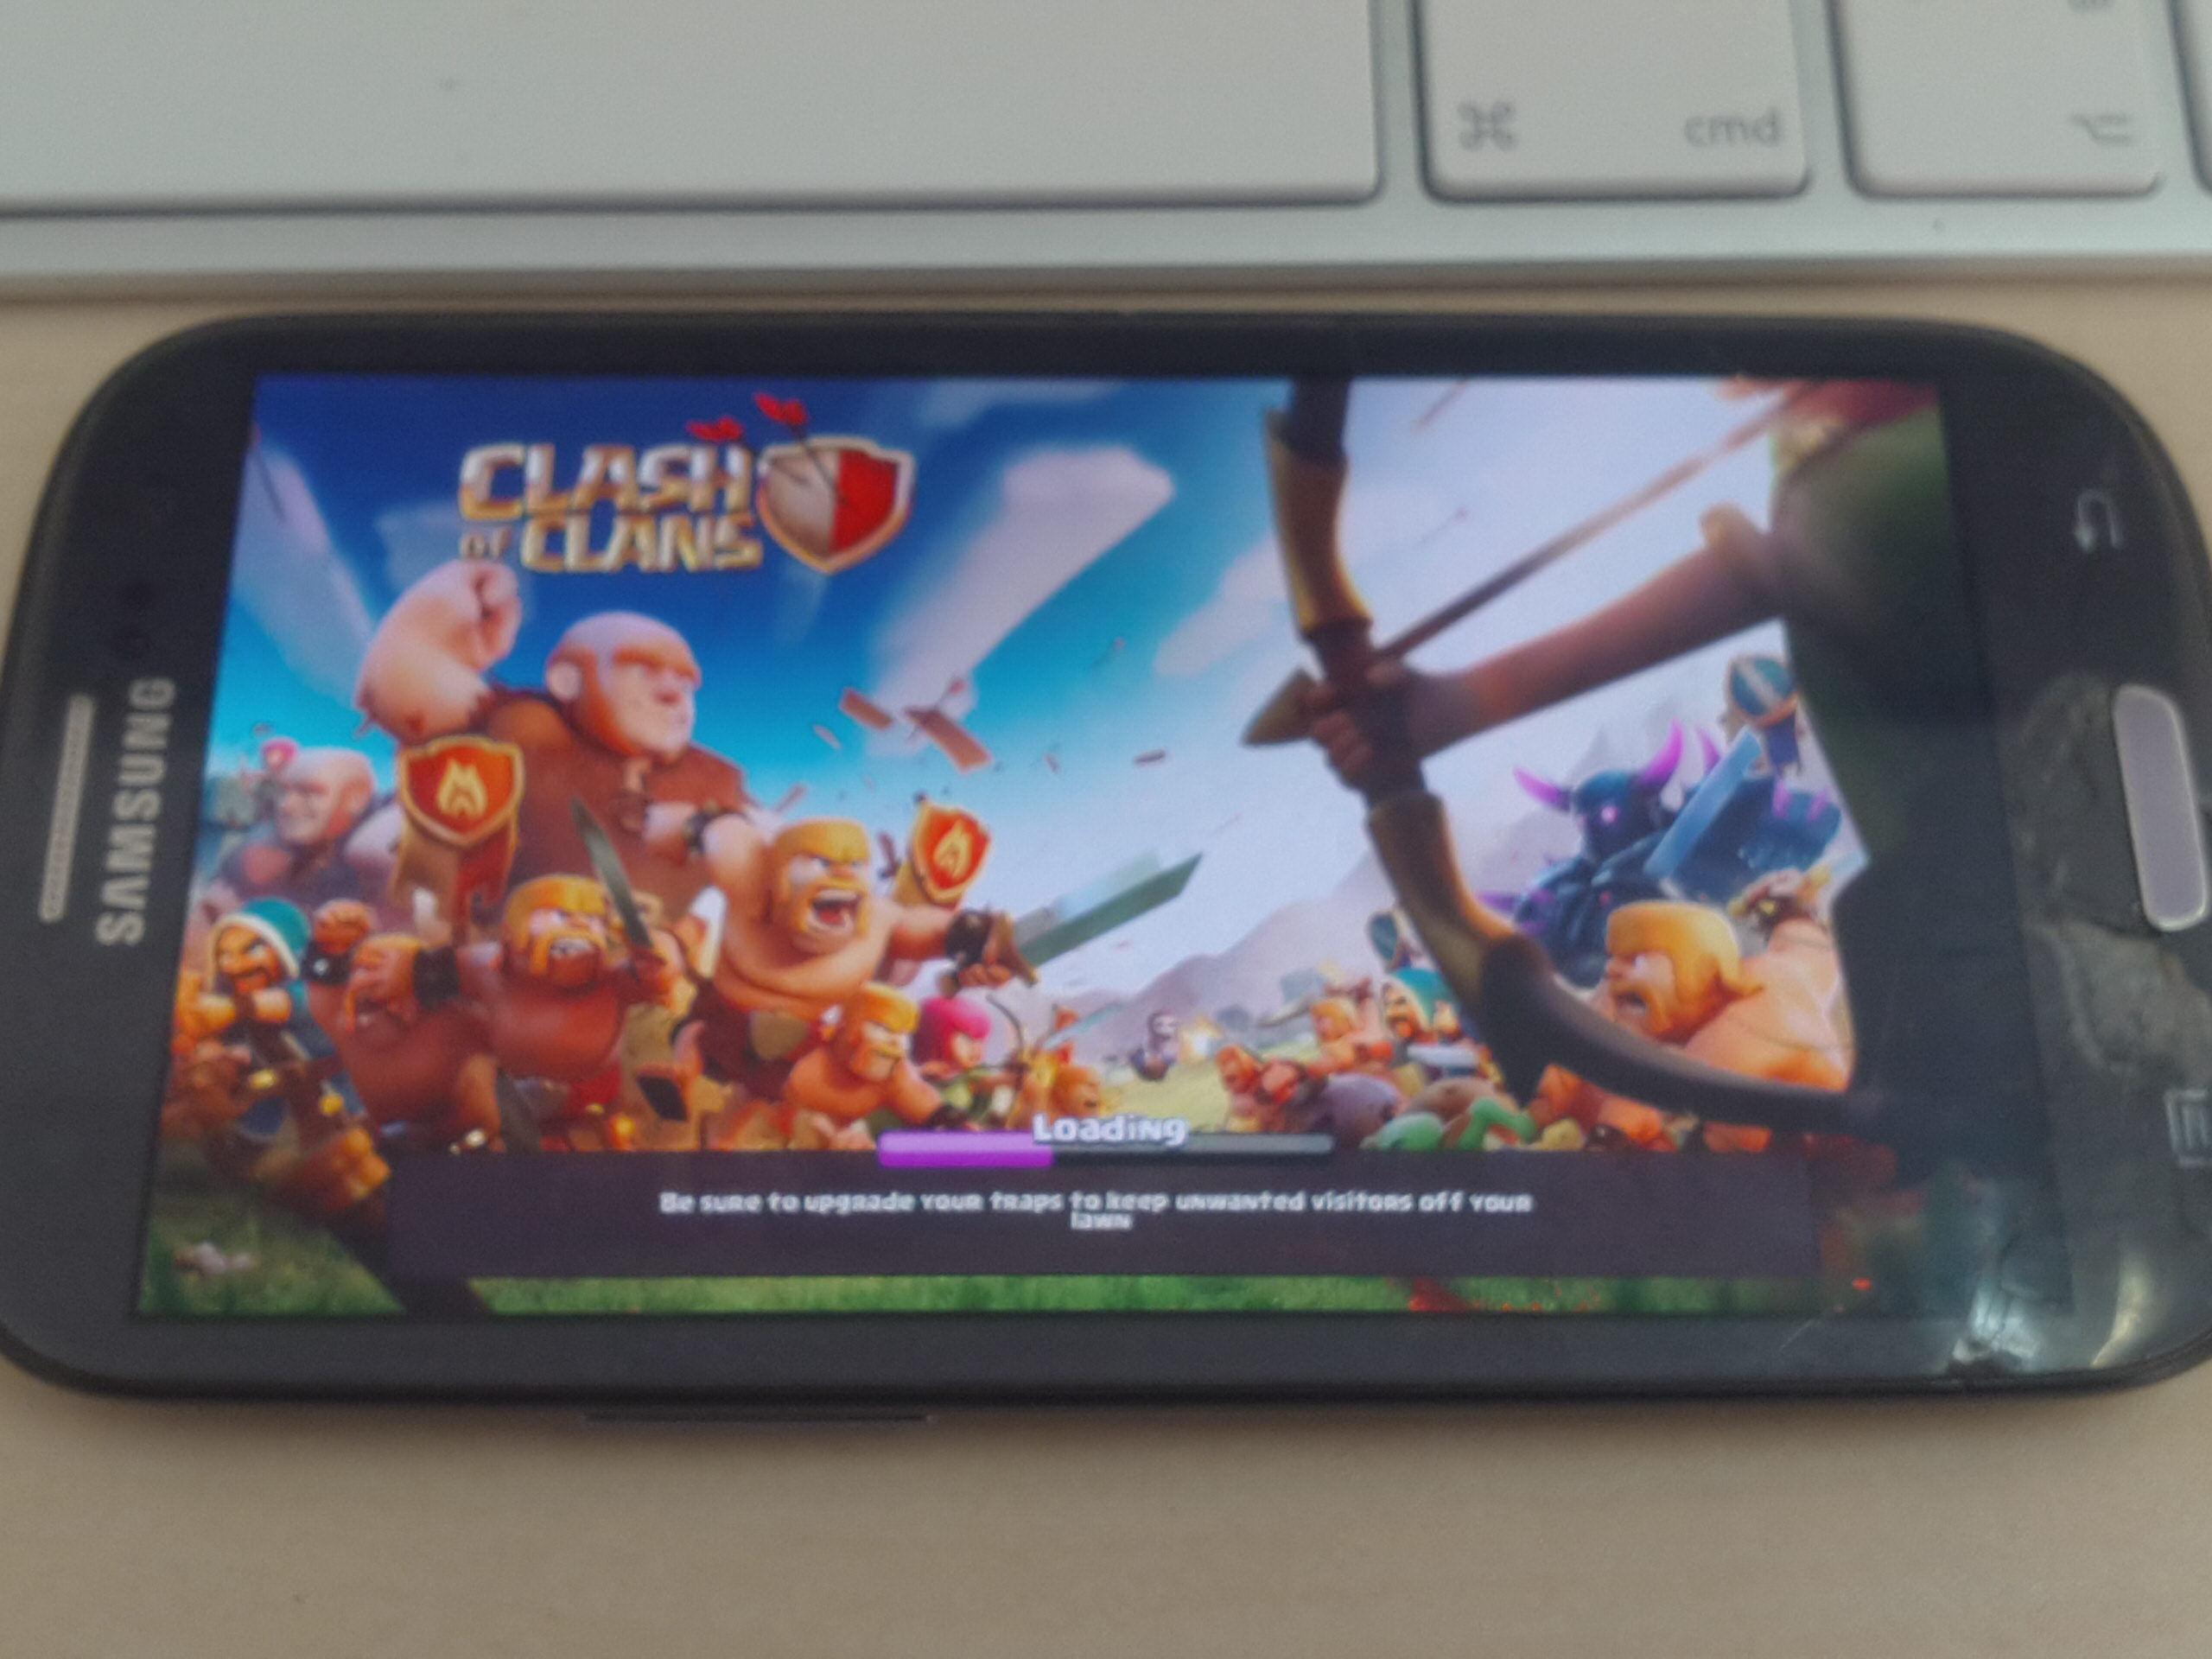 cmd
CLASH
OF CLANS
SAMSUNG
Loading
Be sure to upgrade your traps to keep unwanted visitors off your
lawn